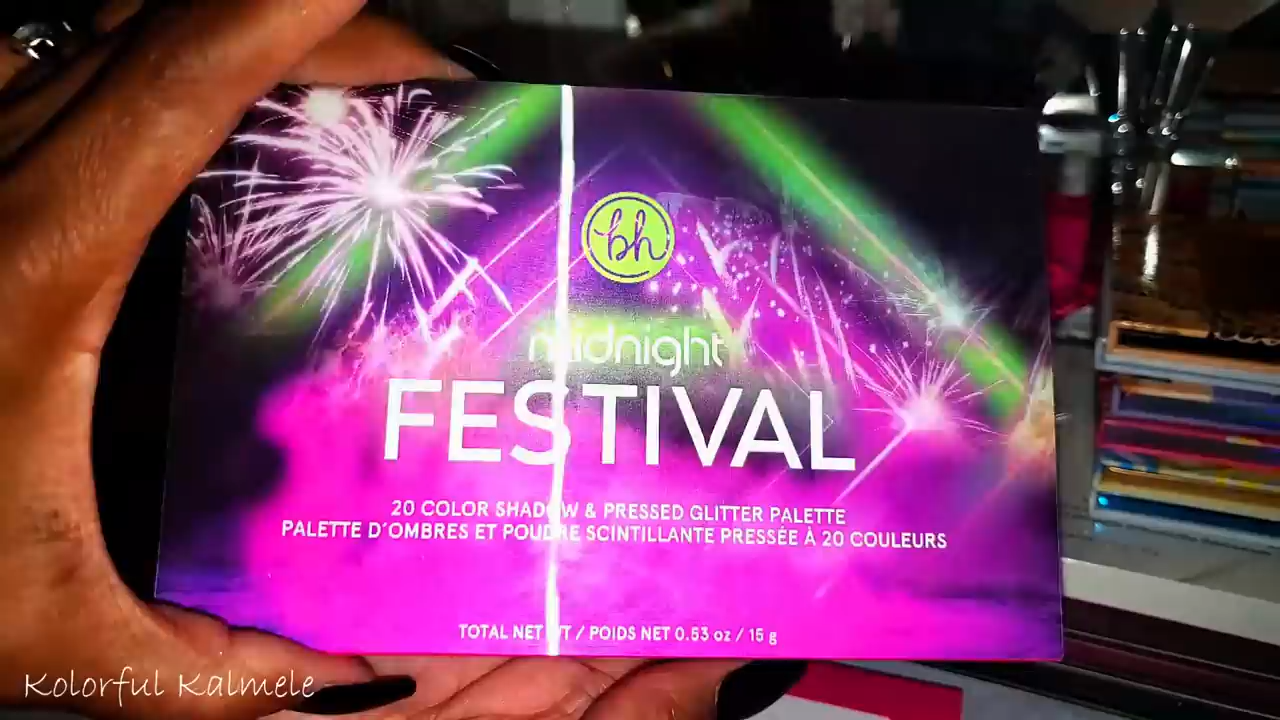 bh
midnight
FESTIVAL
20 COLOR SHADOW & PRESSED GLITTER PALETTE
PALETTE D'OMBRES ET POUDRE SCINTILLANTE PRESSÉE À 20 COULEURS
TOTAL NET WT / POIDS NET 0.53 oz / 15 g
Kolorful Kalmele